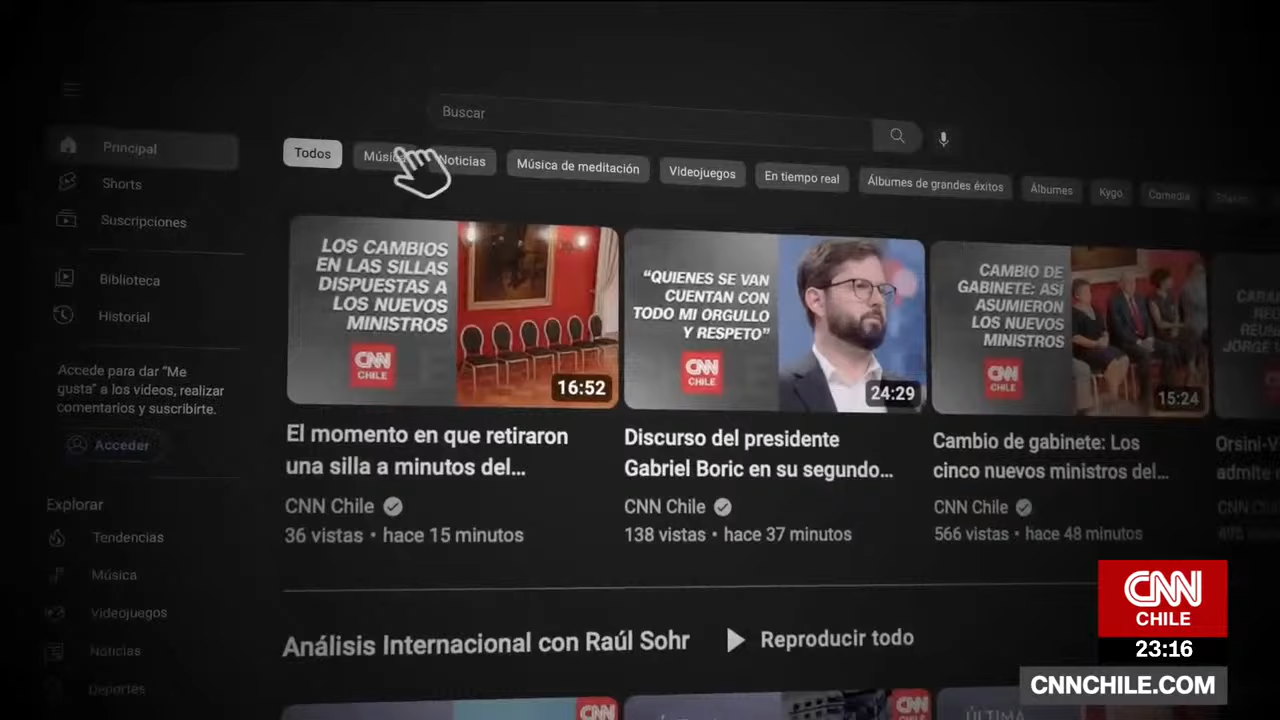 Buscar
Principal
Shorts
Suscripciones
Biblioteca
Historial
Accede para dar “Me
gusta” a los videos, realizar
comentarios y suscribirte.
Acceder
Explorar
Tendencias
Música
Videojuegos
Noticias
Deportes
Todos
Noticias
Música de meditación
Videojuegos
En tiempo real
Álbumes de grandes éxitos
Álbumes
Kygo
Comedia
LOS CAMBIOS
EN LAS SILLAS
DISPUESTAS A
LOS NUEVOS
MINISTROS
CNN
CHILE
16:52
El momento en que retiraron
una silla a minutos del...
CNN Chile
36 vistas • hace 15 minutos
“QUIENES SE VAN
CUENTAN CON
TODO MI ORGULLO
Y RESPETO”
CNN
CHILE
24:29
Discurso del presidente
Gabriel Boric en su segundo...
CNN Chile
138 vistas • hace 37 minutos
CAMBIO DE
GABINETE: ASÍ
ASUMIERON
LOS NUEVOS
MINISTROS
CNN
CHILE
15:24
Cambio de gabinete: Los
cinco nuevos ministros del...
CNN Chile
566 vistas • hace 48 minutos
Análisis Internacional con Raúl Sohr
Reproducir todo
CNN
CNN
CNN
CHILE
23:16
CNNCHILE.COM